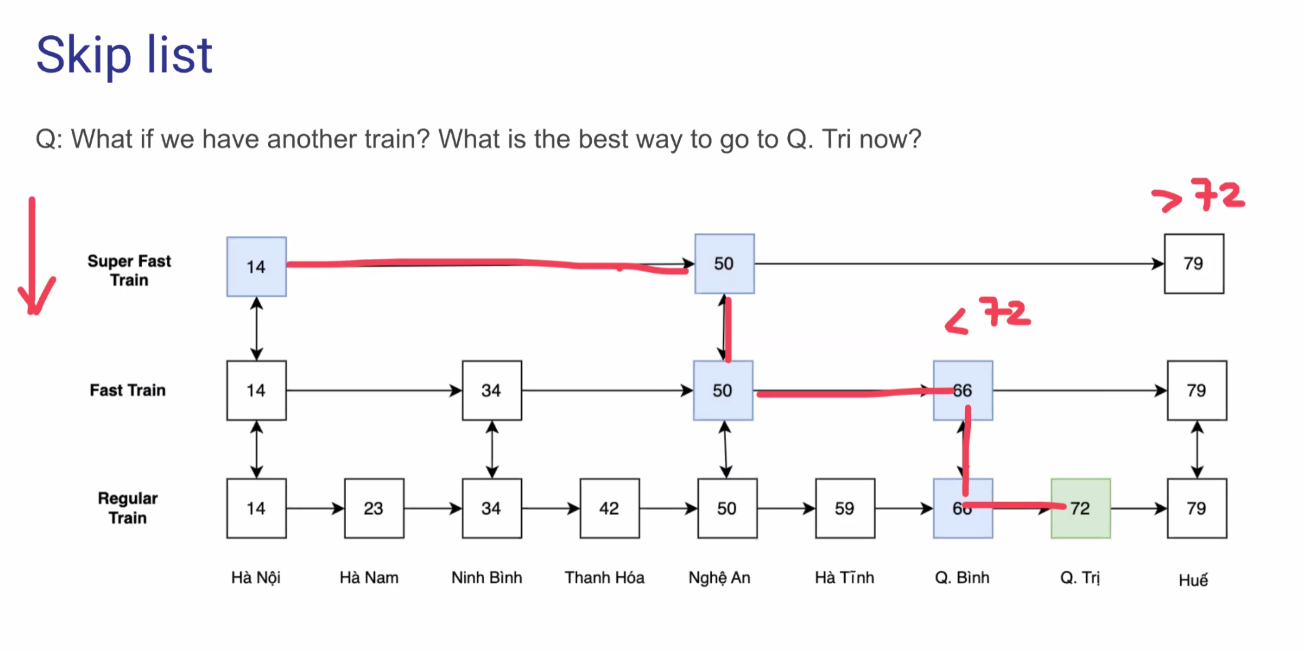 Skip list
Q: What if we have another train? What is the best way to go to Q. Tri now?
> 72
Super Fast
Train
14
50
79
< 72
Fast Train
14
34
50
66
79
Regular
Train
14
23
34
42
50
59
66
72
79
Hà Nội
Hà Nam
Ninh Bình
Thanh Hóa
Nghệ An
Hà Tĩnh
Q. Bình
Q. Trị
Huế